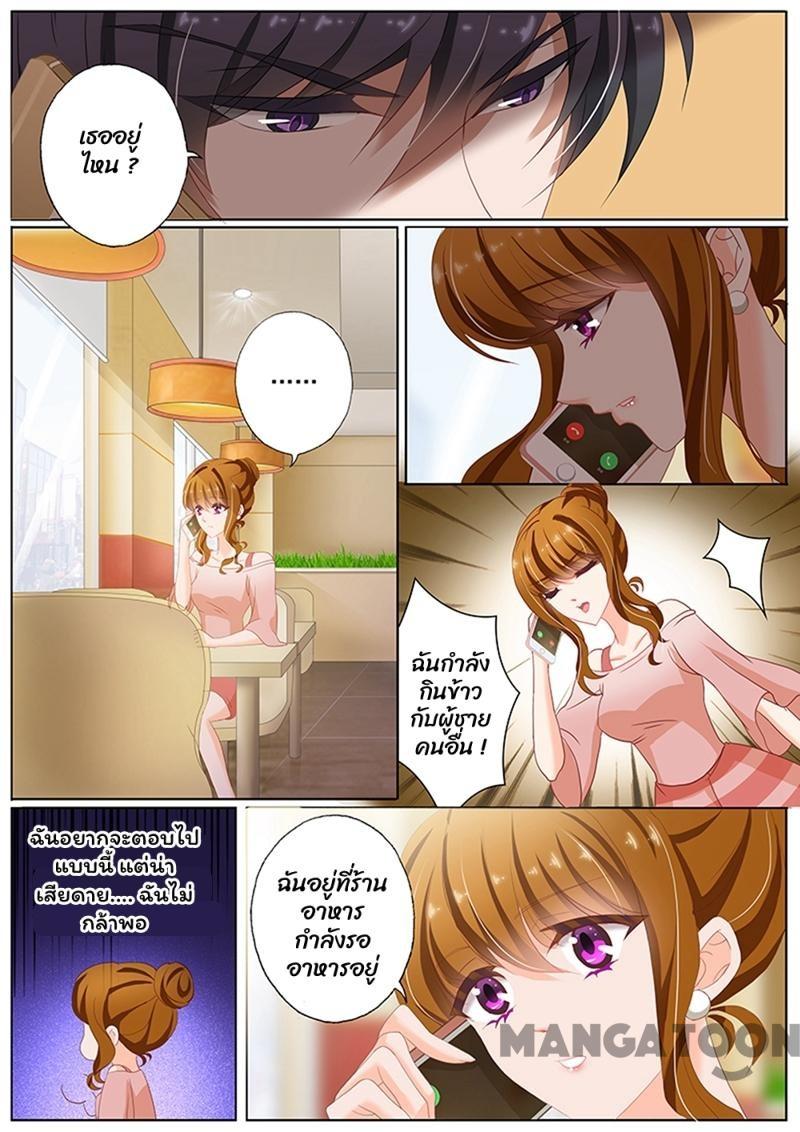 เธออยู่
ไหน ?
......
ฉันกำลัง
กินข้าว
กับผู้ชาย
คนอื่น !
ฉันอยากจะตอบไป
แบบนี้ แต่น่า
เสียดาย.... ฉันไม่
กล้าพอ
ฉันอยู่ที่ร้าน
อาหาร
กำลังรอ
อาหารอยู่
MANGATOON